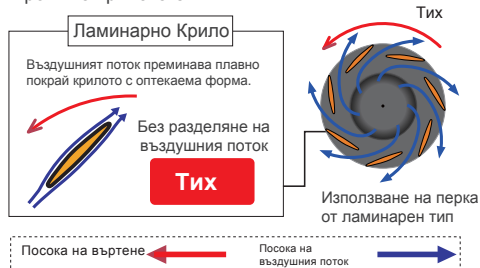 Ламинарно Крило
Въздушният поток преминава плавно
покрай крилото с оптекаема форма.
Без разделяне на
въздушния поток
Тих
Тих
Използване на перка
от ламинарен тип
Посока на въртене
Посока на
въздушния поток